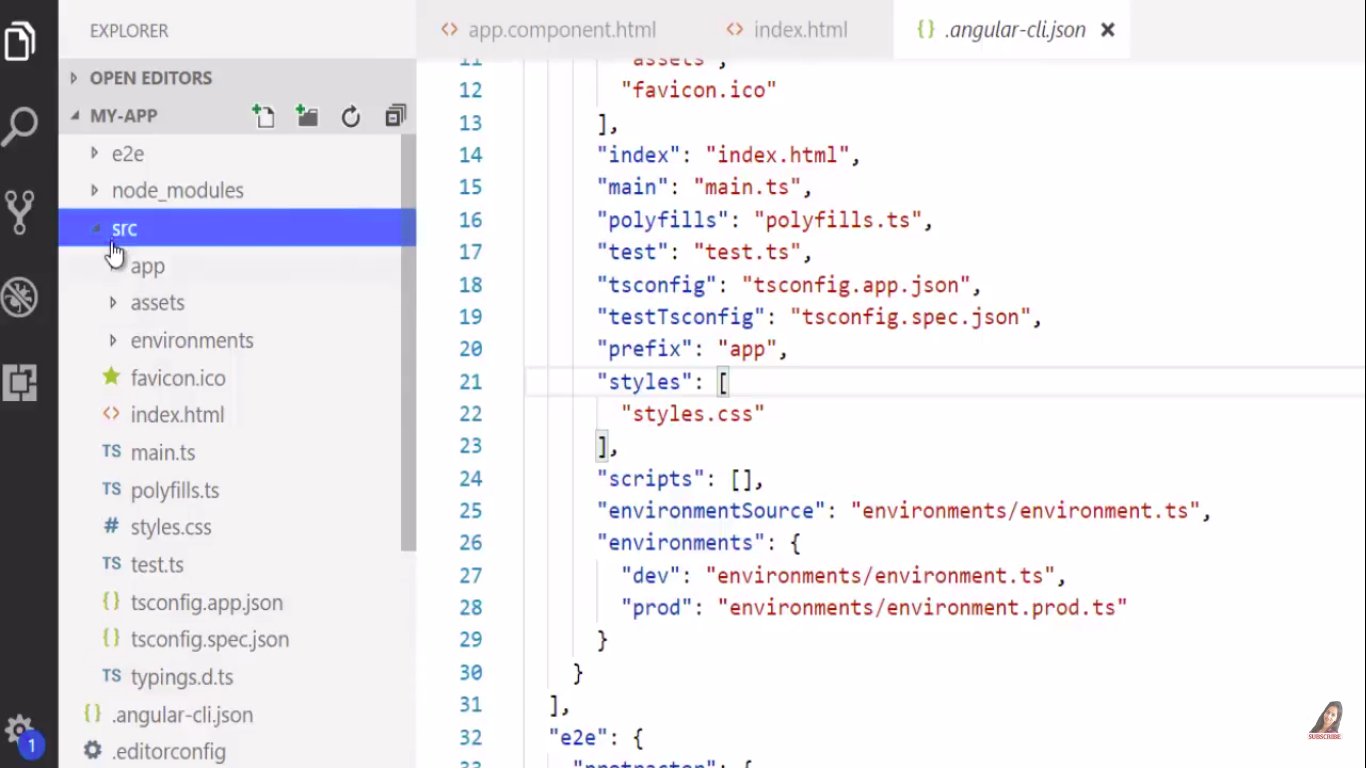 EXPLORER
OPEN EDITORS
MY-APP
e2e
node_modules
src
app
assets
environments
favicon.ico
<> index.html
TS main.ts
TS polyfills.ts
# styles.css
TS test.ts
{} tsconfig.app.json
{} tsconfig.spec.json
TS typings.d.ts
{} .angular-cli.json
.editorconfig
1
<> app.component.html <> index.html {} .angular-cli.json ×
11 "assets",
12 "favicon.ico"
13 ],
14 "index": "index.html",
15 "main": "main.ts",
16 "polyfills": "polyfills.ts",
17 "test": "test.ts",
18 "tsconfig": "tsconfig.app.json",
19 "testTsconfig": "tsconfig.spec.json",
20 "prefix": "app",
21 "styles": [
22 "styles.css"
23 ],
24 "scripts": [],
25 "environmentSource": "environments/environment.ts",
26 "environments": {
27 "dev": "environments/environment.ts",
28 "prod": "environments/environment.prod.ts"
29 }
30 }
31 ],
32 "e2e": {
33 "protractor": {
SUBSCRIBE